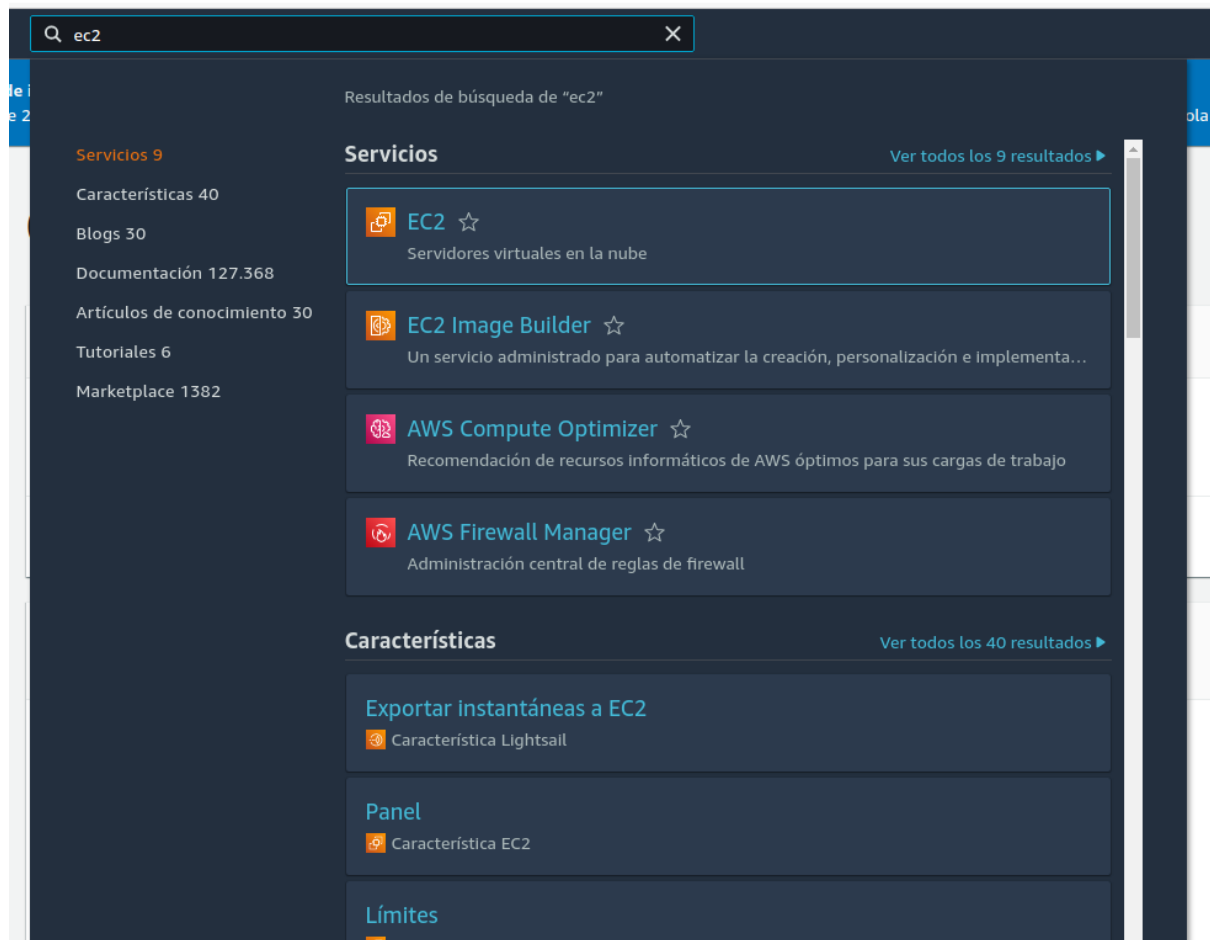 ec2
de i
e 2
ola
Resultados de búsqueda de “ec2”
Servicios 9
Características 40
Blogs 30
Documentación 127.368
Artículos de conocimiento 30
Tutoriales 6
Marketplace 1382
Servicios
Ver todos los 9 resultados
EC2
Servidores virtuales en la nube
EC2 Image Builder
Un servicio administrado para automatizar la creación, personalización e implementa...
AWS Compute Optimizer
Recomendación de recursos informáticos de AWS óptimos para sus cargas de trabajo
AWS Firewall Manager
Administración central de reglas de firewall
Características
Ver todos los 40 resultados
Exportar instantáneas a EC2
Característica Lightsail
Panel
Característica EC2
Límites